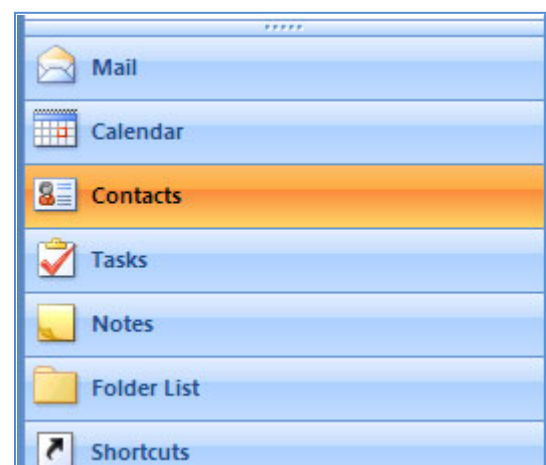 Mail
Calendar
Contacts
Tasks
Notes
Folder List
Shortcuts